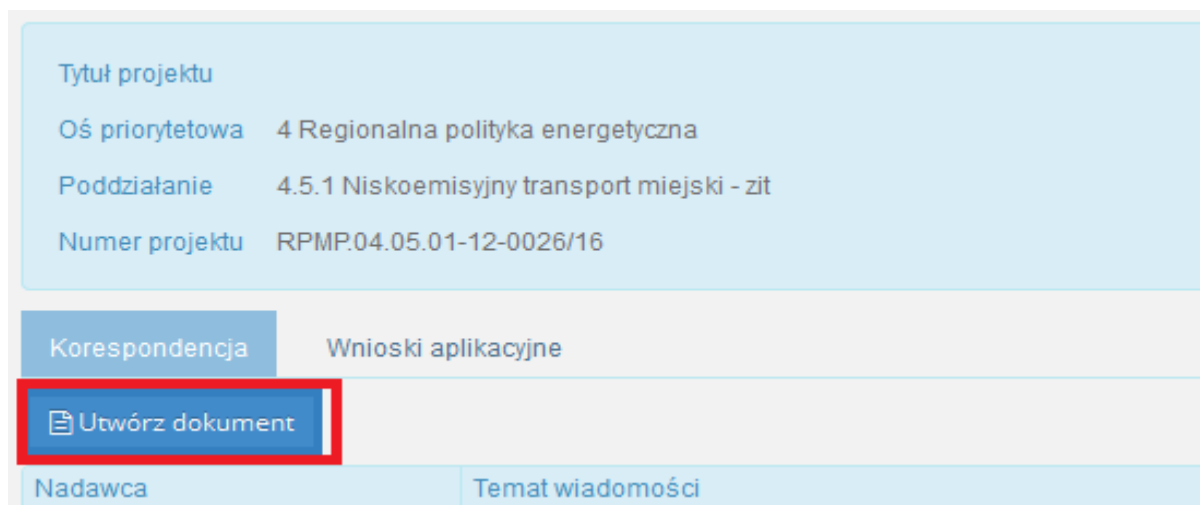 Tytuł projektu
Oś priorytetowa 4 Regionalna polityka energetyczna
Poddziałanie 4.5.1 Niskoemisyjny transport miejski - zit
Numer projektu RPMP.04.05.01-12-0026/16
Korespondencja Wnioski aplikacyjne
Utwórz dokument
Nadawca Temat wiadomości